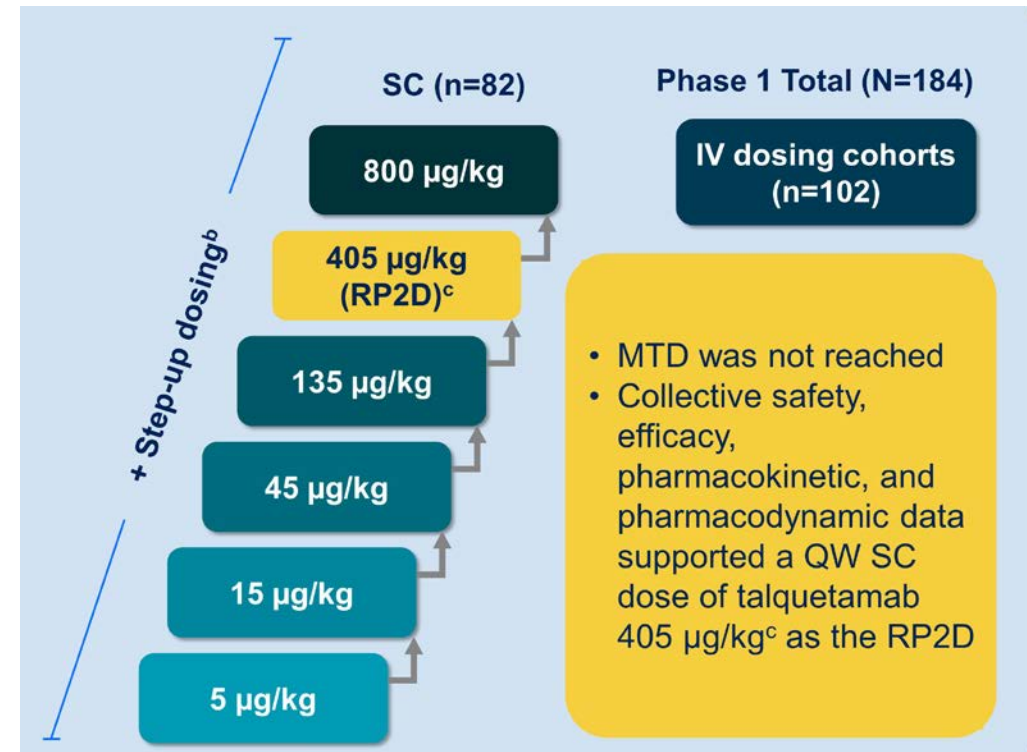 SC (n=82)
Phase 1 Total (N=184)
800 µg/kg
IV dosing cohorts
(n=102)
405 µg/kg
(RP2D)ᶜ
135 µg/kg
45 µg/kg
15 µg/kg
5 µg/kg
+ Step-up dosingᵇ
• MTD was not reached
• Collective safety,
efficacy,
pharmacokinetic, and
pharmacodynamic data
supported a QW SC
dose of talquetamab
405 µg/kgᶜ as the RP2D